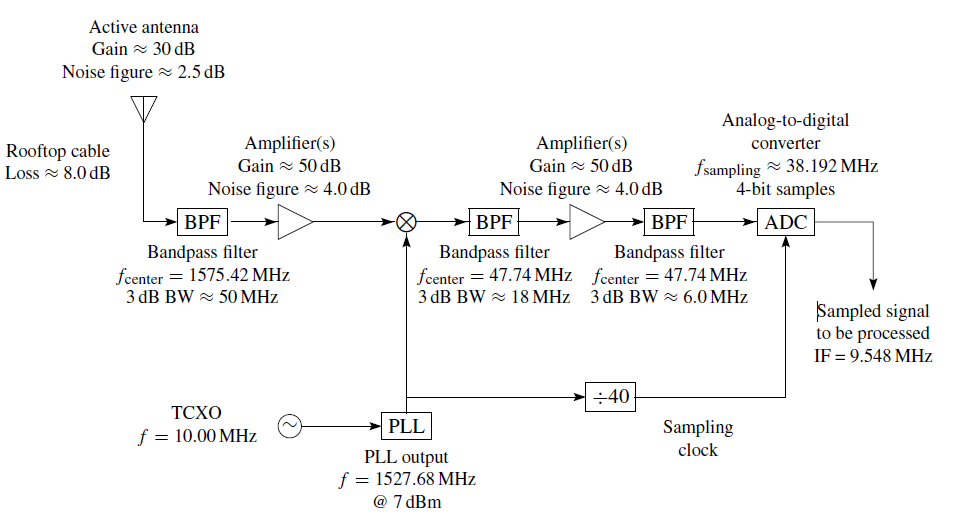 Active antenna
Gain ≈ 30 dB
Noise figure ≈ 2.5 dB
Rooftop cable
Loss ≈ 8.0 dB
Amplifier(s)
Gain ≈ 50 dB
Noise figure ≈ 4.0 dB
Amplifier(s)
Gain ≈ 50 dB
Noise figure ≈ 4.0 dB
Analog-to-digital
converter
fsampling ≈ 38.192 MHz
4-bit samples
BPF
BPF
BPF
ADC
Bandpass filter
fcenter = 1575.42 MHz
3 dB BW ≈ 50 MHz
Bandpass filter
fcenter = 47.74 MHz
3 dB BW ≈ 18 MHz
Bandpass filter
fcenter = 47.74 MHz
3 dB BW ≈ 6.0 MHz
Sampled signal
to be processed
IF = 9.548 MHz
÷40
TCXO
f = 10.00 MHz
PLL
Sampling
clock
PLL output
f = 1527.68 MHz
@ 7 dBm